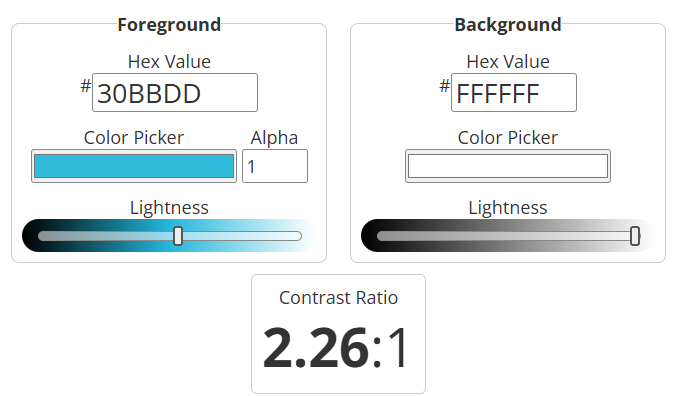 Foreground
Hex Value
# 30BBDD
Color Picker Alpha
1
Lightness
Background
Hex Value
# FFFFFF
Color Picker
Lightness
Contrast Ratio
2.26:1